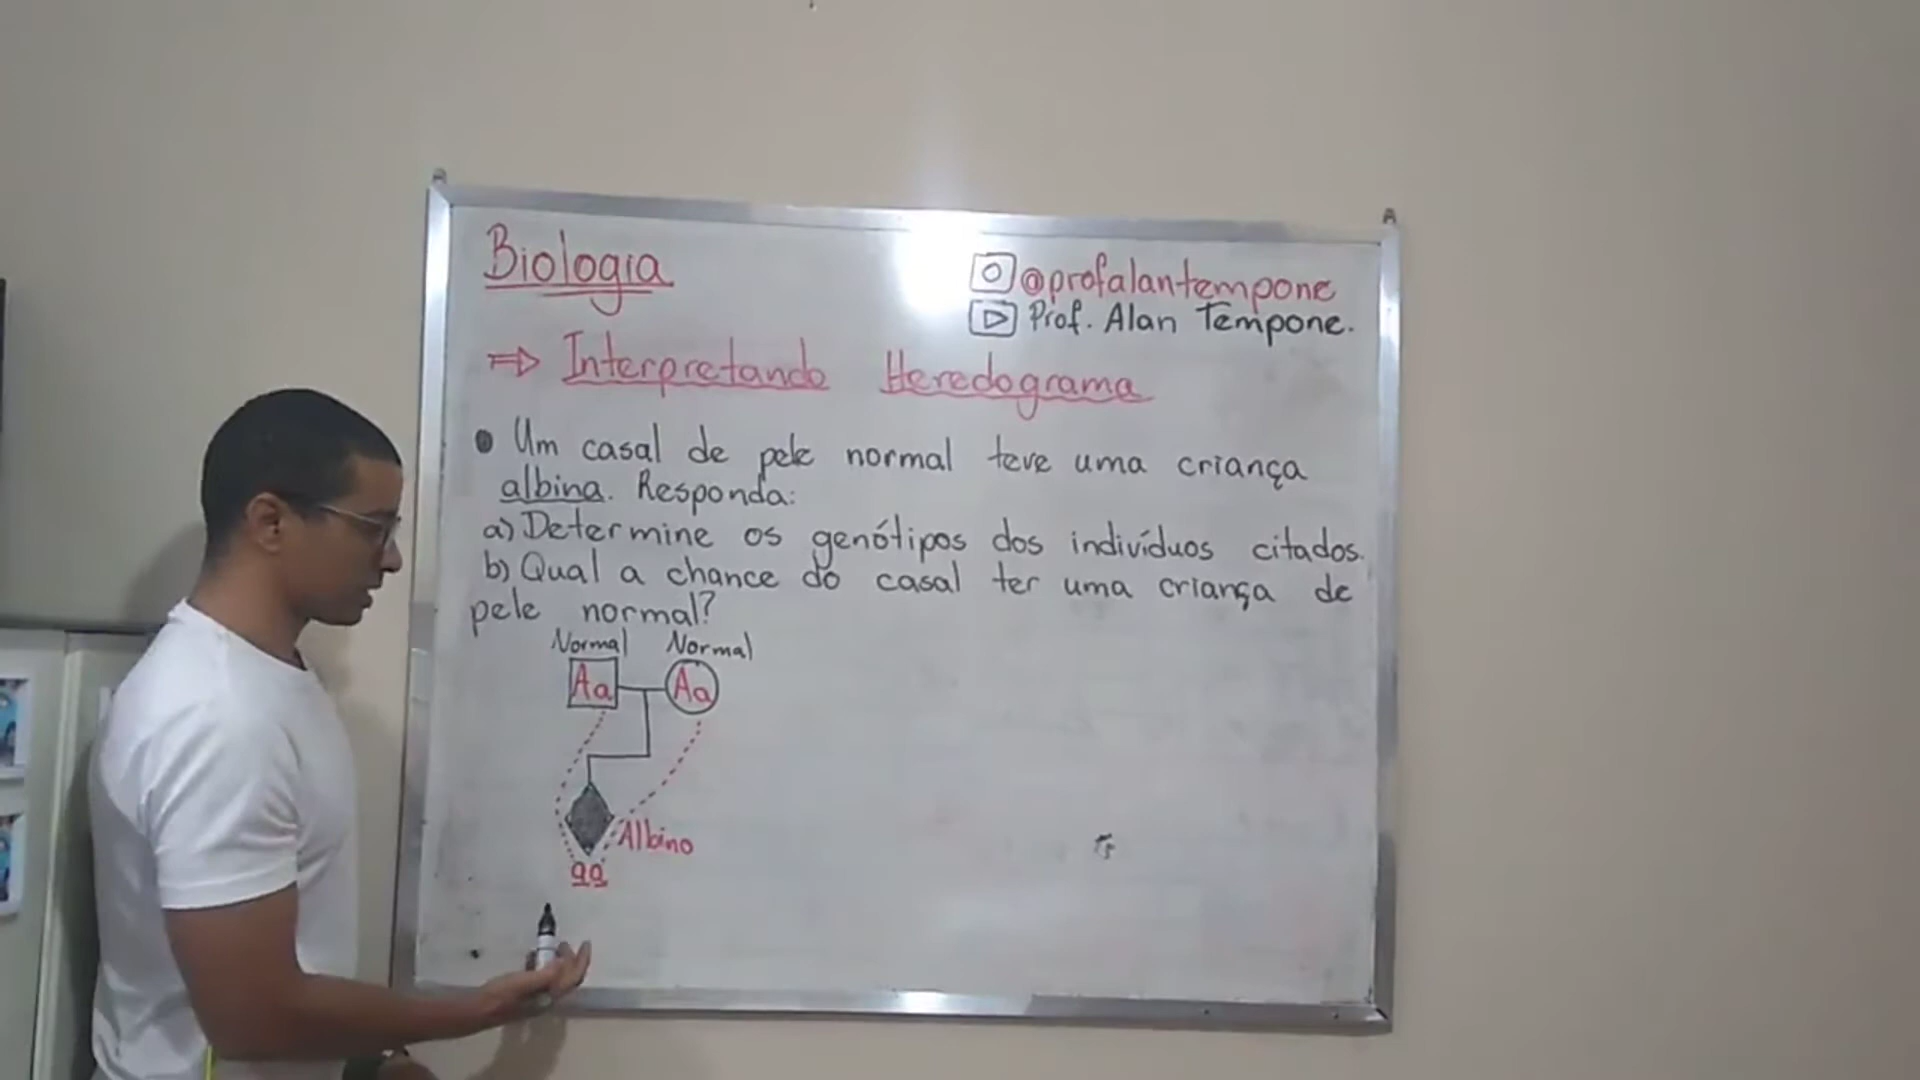 Biologia
@profalantempone
Prof. Alan Tempone.
⇒ Interpretando Heredograma
• Um casal de pele normal teve uma criança
albina. Responda:
a) Determine os genótipos dos indivíduos citados.
b) Qual a chance do casal ter uma criança de
pele normal?
Normal Normal
Aa Aa
Albino
aa